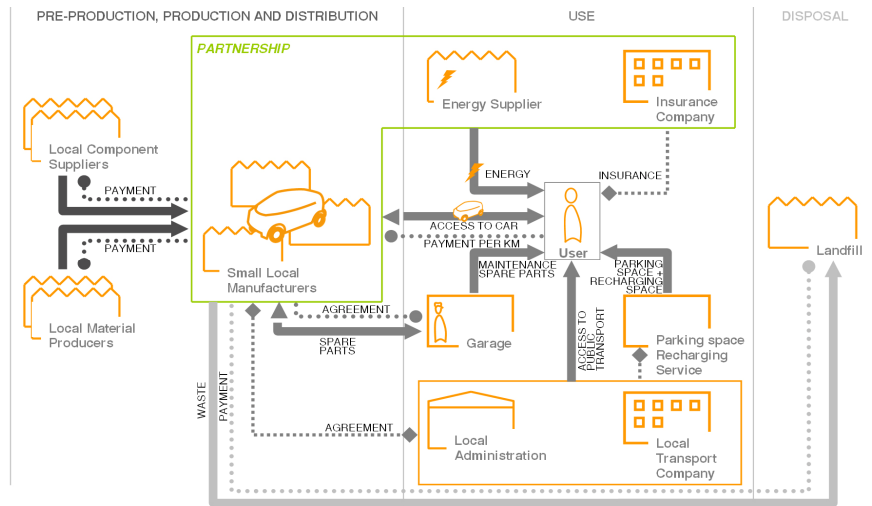 PRE-PRODUCTION, PRODUCTION AND DISTRIBUTION
USE
DISPOSAL
PARTNERSHIP
Energy Supplier
Insurance
Company
Local Component
Suppliers
PAYMENT
PAYMENT
Local Material
Producers
Small Local
Manufacturers
ENERGY
INSURANCE
ACCESS TO CAR
PAYMENT PER KM
User
MAINTENANCE
SPARE PARTS
PARKING
SPACE +
RECHARGING
SPACE
Landfill
AGREEMENT
SPARE
PARTS
Garage
ACCESS TO
PUBLIC
TRANSPORT
Parking space
Recharging
Service
WASTE
PAYMENT
AGREEMENT
Local
Administration
Local
Transport
Company